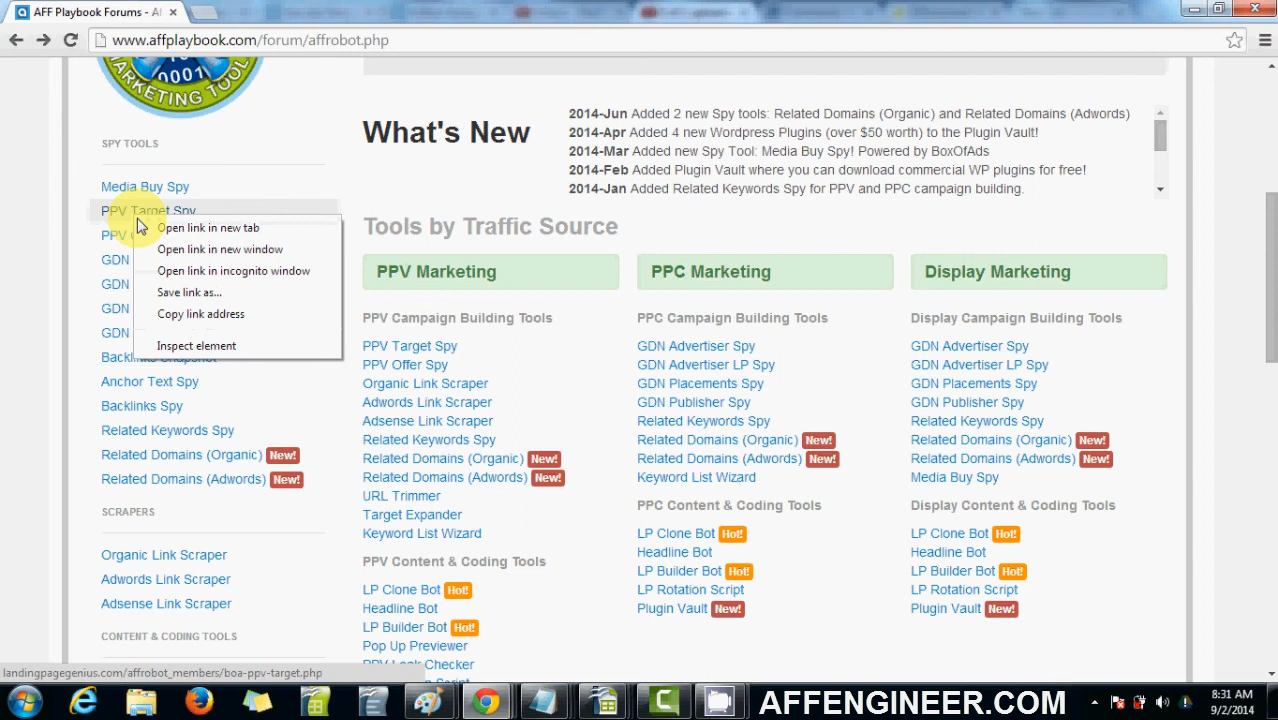 AFF Playbook Forums - Al
www.affplaybook.com/forum/affrobot.php
0001
MARKETING TOOL
SPY TOOLS
Media Buy Spy
PPV Target Spy
PPV
GDN
GDN
GDN
GDN
Backlinks Snapshot
Anchor Text Spy
Backlinks Spy
Related Keywords Spy
Related Domains (Organic) New!
Related Domains (Adwords) New!
SCRAPERS
Organic Link Scraper
Adwords Link Scraper
Adsense Link Scraper
CONTENT & CODING TOOLS
Open link in new tab
Open link in new window
Open link in incognito window
Save link as...
Copy link address
Inspect element
What's New
2014-Jun Added 2 new Spy tools: Related Domains (Organic) and Related Domains (Adwords)
2014-Apr Added 4 new Wordpress Plugins (over $50 worth) to the Plugin Vault!
2014-Mar Added new Spy Tool: Media Buy Spy! Powered by BoxOfAds
2014-Feb Added Plugin Vault where you can download commercial WP plugins for free!
2014-Jan Added Related Keywords Spy for PPV and PPC campaign building.
Tools by Traffic Source
PPV Marketing
PPV Campaign Building Tools
PPV Target Spy
PPV Offer Spy
Organic Link Scraper
Adwords Link Scraper
Adsense Link Scraper
Related Keywords Spy
Related Domains (Organic) New!
Related Domains (Adwords) New!
URL Trimmer
Target Expander
Keyword List Wizard
PPV Content & Coding Tools
LP Clone Bot Hot!
Headline Bot
LP Builder Bot Hot!
Pop Up Previewer
PPV Leak Checker
PPC Marketing
PPC Campaign Building Tools
GDN Advertiser Spy
GDN Advertiser LP Spy
GDN Placements Spy
GDN Publisher Spy
Related Keywords Spy
Related Domains (Organic) New!
Related Domains (Adwords) New!
Keyword List Wizard
PPC Content & Coding Tools
LP Clone Bot Hot!
Headline Bot
LP Builder Bot Hot!
LP Rotation Script
Plugin Vault New!
Display Marketing
Display Campaign Building Tools
GDN Advertiser Spy
GDN Advertiser LP Spy
GDN Placements Spy
GDN Publisher Spy
Related Keywords Spy
Related Domains (Organic) New!
Related Domains (Adwords) New!
Media Buy Spy
Display Content & Coding Tools
LP Clone Bot Hot!
Headline Bot
LP Builder Bot Hot!
LP Rotation Script
Plugin Vault New!
landingpagegenius.com/affrobot_members/boa-ppv-target.php
AFFENGINEER.COM
8:31 AM
9/2/2014